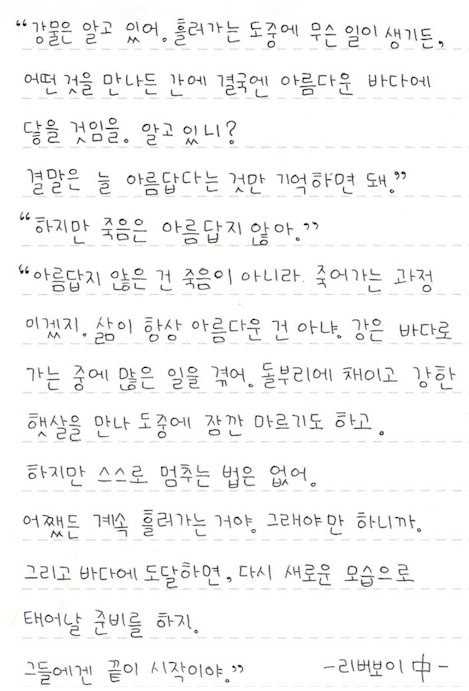 “강물은 알고 있어. 흘러가는 도중에 무슨 일이 생기든,
어떤 것을 만나든 간에 결국엔 아름다운 바다에
닿을 것임을. 알고 있니?
결말은 늘 아름답다는 것만 기억하면 돼.”
“하지만 죽음은 아름답지 않아.”
“아름답지 않은 건 죽음이 아니라 죽어가는 과정
이겠지. 삶이 항상 아름다운 건 아냐. 강은 바다로
가는 중에 많은 일을 겪어. 돌부리에 채이고 강한
햇살을 만나 도중에 잠깐 마르기도 하고.
하지만 스스로 멈추는 법은 없어.
어쨌든 계속 흘러가는 거야. 그래야만 하니까.
그리고 바다에 도달하면, 다시 새로운 모습으로
태어날 준비를 하지.
그들에겐 끝이 시작이야.” -리버보이 中-